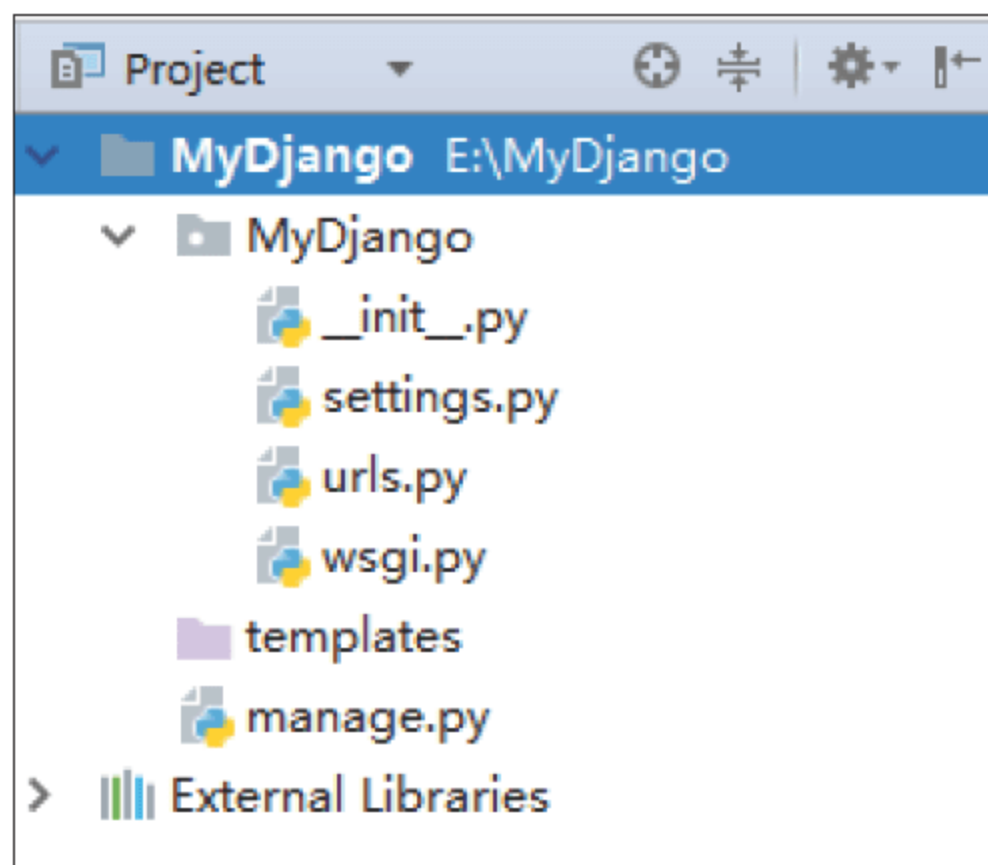 Project
MyDjango E:\MyDjango
MyDjango
__init__.py
settings.py
urls.py
wsgi.py
templates
manage.py
External Libraries